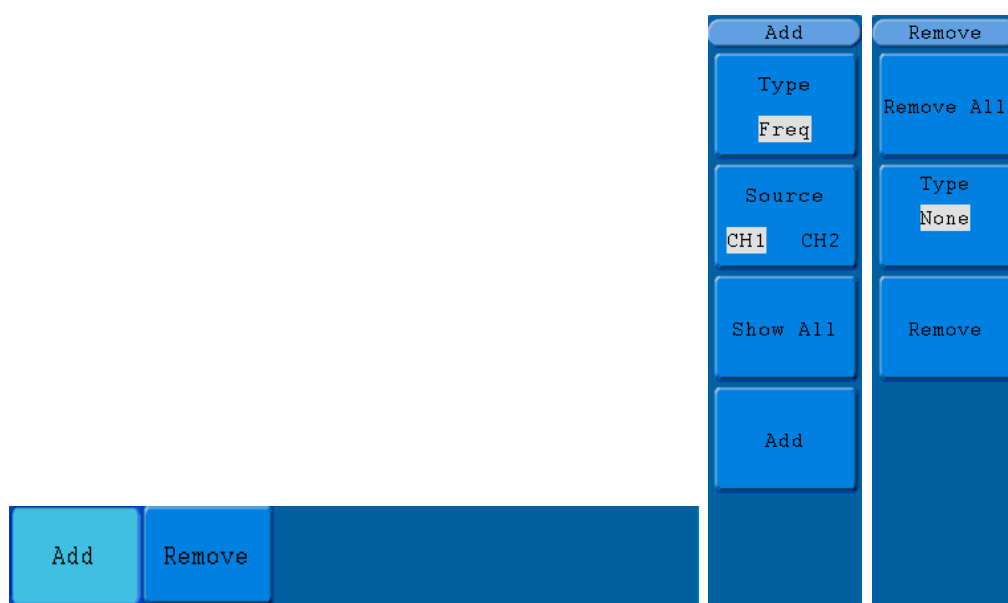 Add
Type
Freq
Source
CH1 CH2
Show All
Add
Remove
Remove All
Type
None
Remove
Add Remove